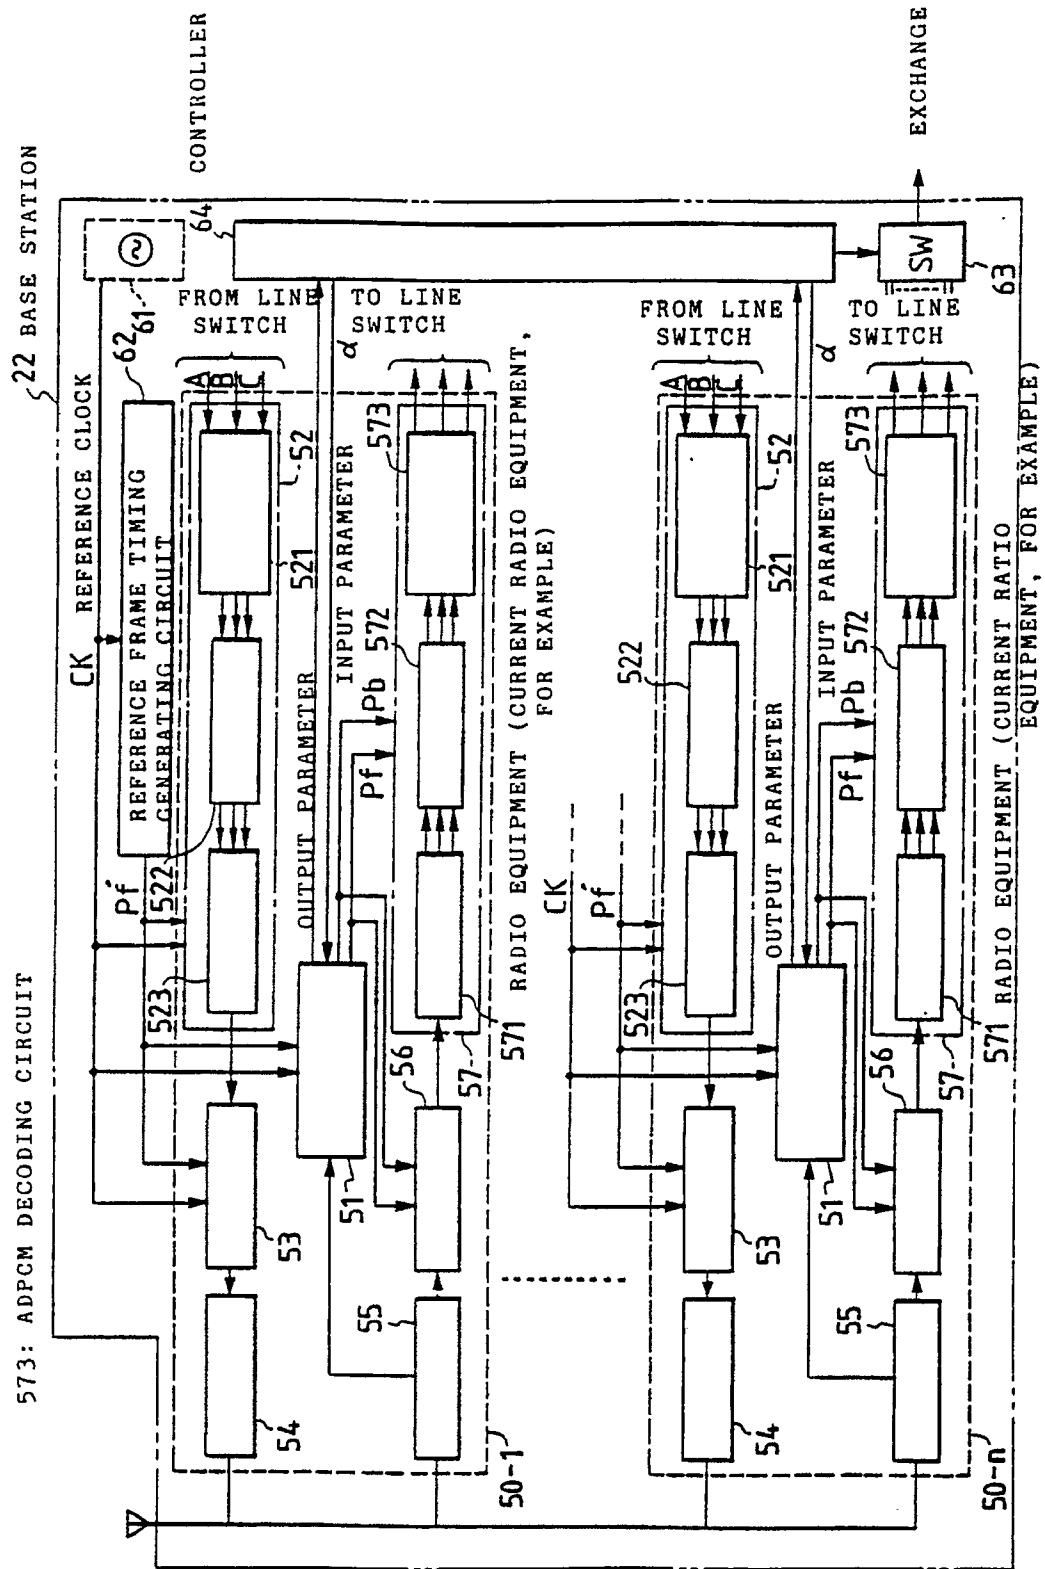 573: ADPCM DECODING CIRCUIT
22 BASE STATION
CONTROLLER
EXCHANGE
CK
REFERENCE CLOCK
61
64
62
REFERENCE FRAME TIMING
GENERATING CIRCUIT
Pf
FROM LINE
SWITCH
A
B
C
52
521
522
523
53
54
OUTPUT PARAMETER
INPUT PARAMETER
α
TO LINE
SWITCH
51
Pb
Pf
55
56
57
571
572
573
50-1
RADIO EQUIPMENT (CURRENT RADIO EQUIPMENT,
FOR EXAMPLE)
CK
Pf
FROM LINE
SWITCH
A
B
C
52
521
522
523
53
54
OUTPUT PARAMETER
INPUT PARAMETER
α
TO LINE
SWITCH
51
Pb
Pf
55
56
57
571
572
573
SW
63
50-n
RADIO EQUIPMENT (CURRENT RATIO
EQUIPMENT, FOR EXAMPLE)